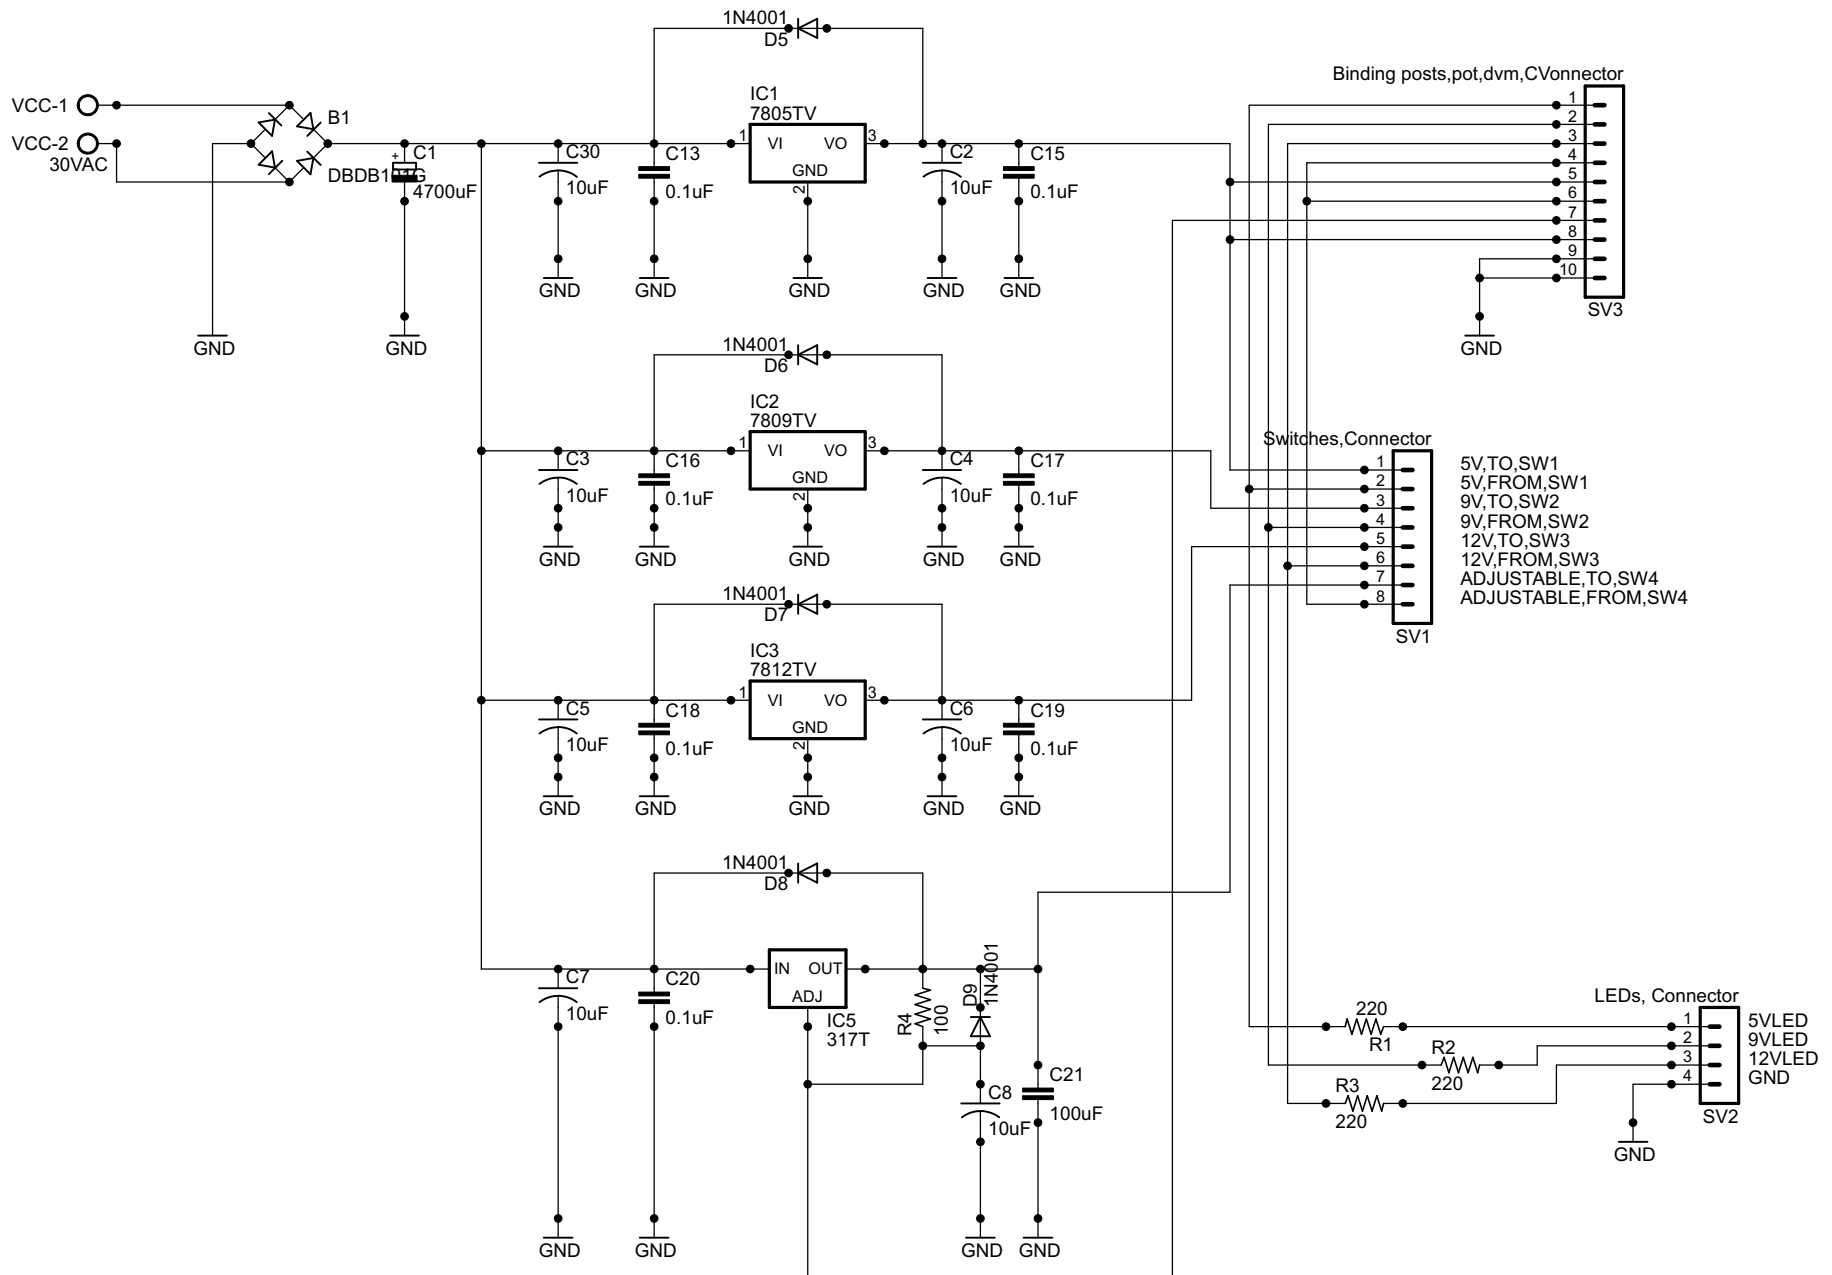 1N4001
D5
VCC-1
VCC-2
30VAC
B1
DBDB101G
C1
+
4700uF
GND
GND
IC1
7805TV
1
VI
VO
3
GND
2
C30
10uF
C13
0.1uF
C2
10uF
C15
0.1uF
GND
GND
GND
GND
GND
Binding posts,pot,dvm,CVonnector
1
2
3
4
5
6
7
8
9
10
SV3
GND
1N4001
D6
IC2
7809TV
1
VI
VO
3
GND
2
C3
10uF
C16
0.1uF
C4
10uF
C17
0.1uF
GND
GND
GND
GND
GND
Switches,Connector
1
2
3
4
5
6
7
8
SV1
5V,TO,SW1
5V,FROM,SW1
9V,TO,SW2
9V,FROM,SW2
12V,TO,SW3
12V,FROM,SW3
ADJUSTABLE,TO,SW4
ADJUSTABLE,FROM,SW4
1N4001
D7
IC3
7812TV
1
VI
VO
3
GND
2
C5
10uF
C18
0.1uF
C6
10uF
C19
0.1uF
GND
GND
GND
GND
GND
1N4001
D8
IN
OUT
ADJ
IC5
317T
C7
10uF
C20
0.1uF
R4
100
D9
1N4001
C8
10uF
C21
100uF
GND
GND
GND
GND
LEDs, Connector
220
R1
R2
220
R3
220
1
2
3
4
5VLED
9VLED
12VLED
GND
SV2
GND